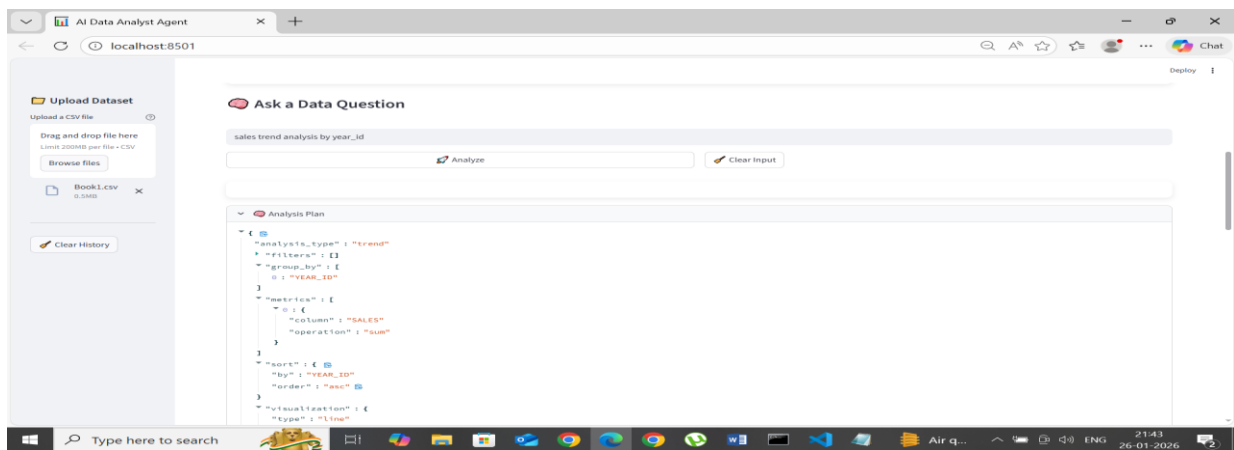 AI Data Analyst Agent
localhost:8501
Chat
Deploy
Upload Dataset
Upload a CSV file
Drag and drop file here
Limit 200MB per file • CSV
Browse files
Book1.csv
0.5MB
Clear History
Ask a Data Question
sales trend analysis by year_id
Analyze
Clear Input
Analysis Plan
{
"analysis_type" : "trend"
"filters" : []
"group_by" : [
0 : "YEAR_ID"
]
"metrics" : [
0 : {
"column" : "SALES"
"operation" : "sum"
}
]
"sort" : {
"by" : "YEAR_ID"
"order" : "asc"
}
"visualization" : {
"type" : "line"
Type here to search
Air q...
ENG
21:43
26-01-2026
2